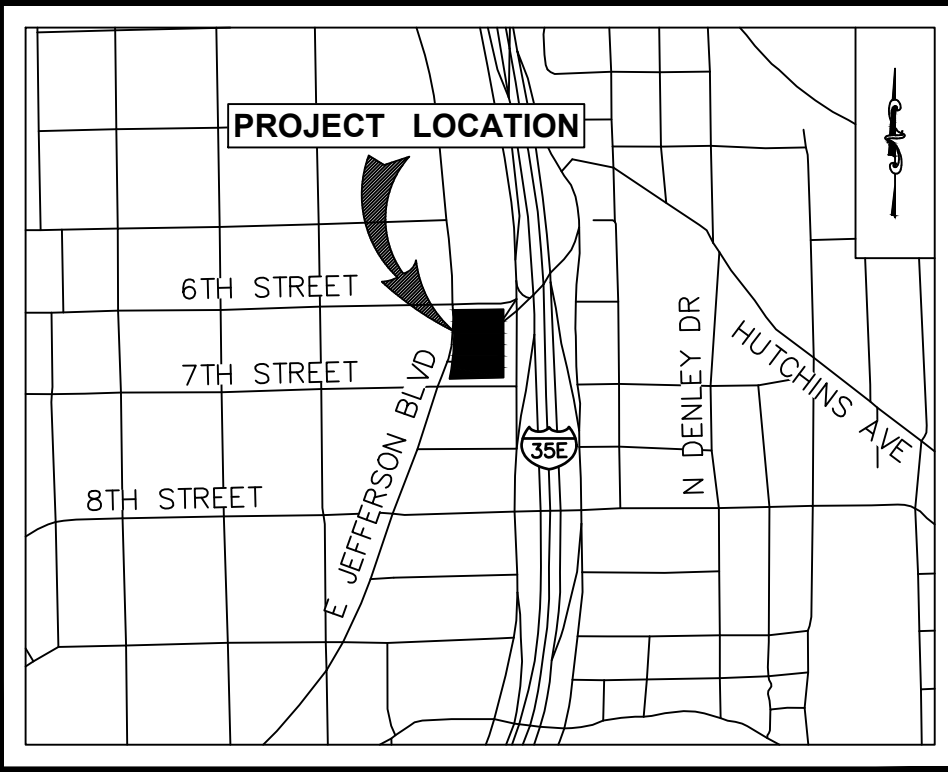 PROJECT LOCATION
6TH STREET
7TH STREET
8TH STREET
E JEFFERSON BLVD
35E
N DENLEY DR
HUTCHINS AVE